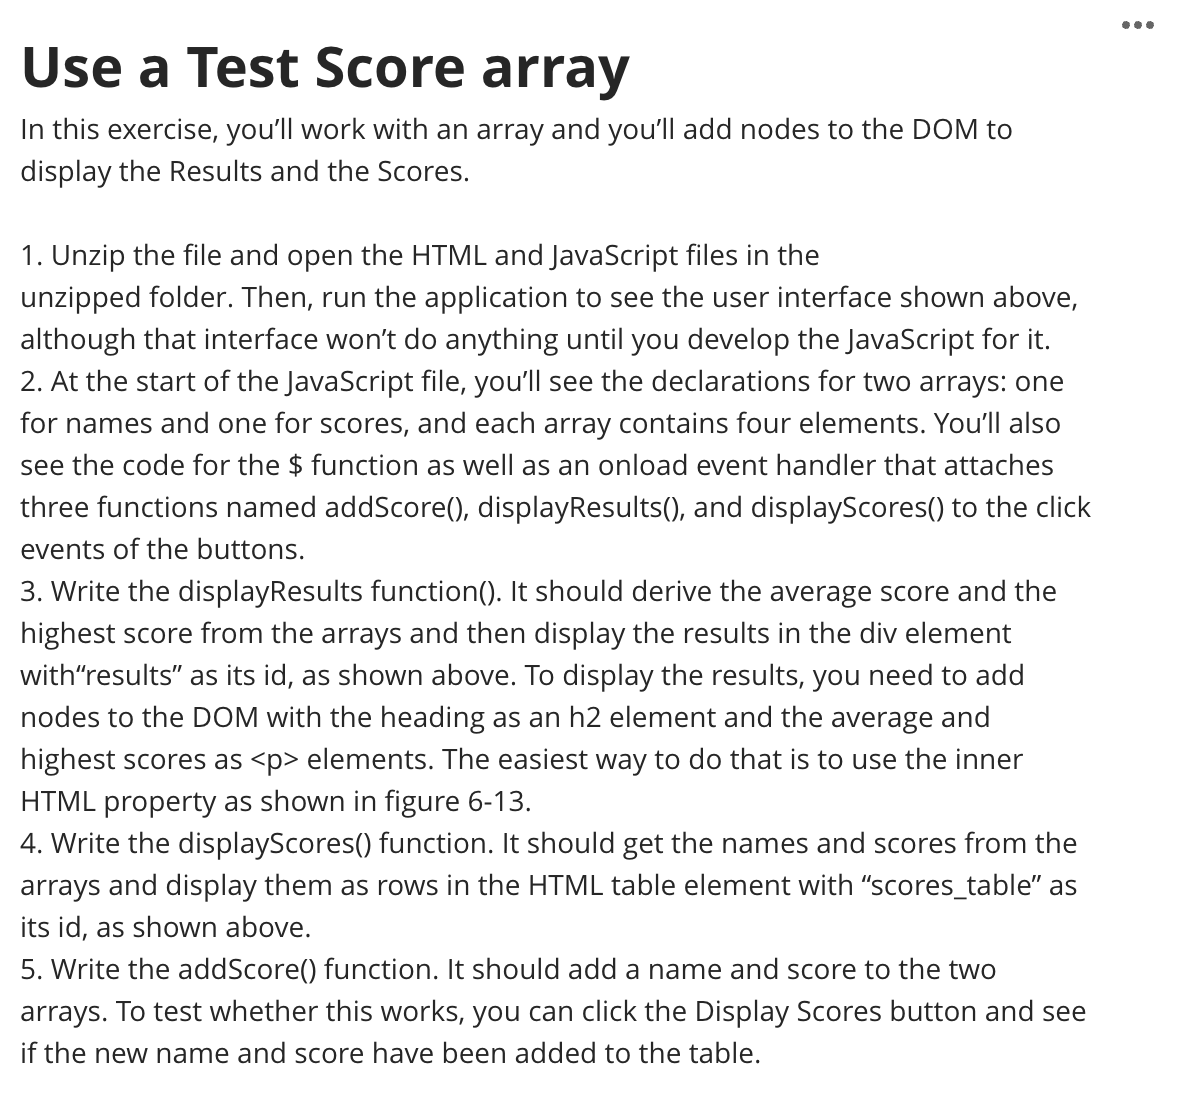 Use a Test Score array
In this exercise, you’ll work with an array and you’ll add nodes to the DOM to
display the Results and the Scores.
1. Unzip the file and open the HTML and JavaScript files in the
unzipped folder. Then, run the application to see the user interface shown above,
although that interface won’t do anything until you develop the JavaScript for it.
2. At the start of the JavaScript file, you’ll see the declarations for two arrays: one
for names and one for scores, and each array contains four elements. You’ll also
see the code for the $ function as well as an onload event handler that attaches
three functions named addScore(), displayResults(), and displayScores() to the click
events of the buttons.
3. Write the displayResults function(). It should derive the average score and the
highest score from the arrays and then display the results in the div element
with“results” as its id, as shown above. To display the results, you need to add
nodes to the DOM with the heading as an h2 element and the average and
highest scores as <p> elements. The easiest way to do that is to use the inner
HTML property as shown in figure 6-13.
4. Write the displayScores() function. It should get the names and scores from the
arrays and display them as rows in the HTML table element with “scores_table” as
its id, as shown above.
5. Write the addScore() function. It should add a name and score to the two
arrays. To test whether this works, you can click the Display Scores button and see
if the new name and score have been added to the table.